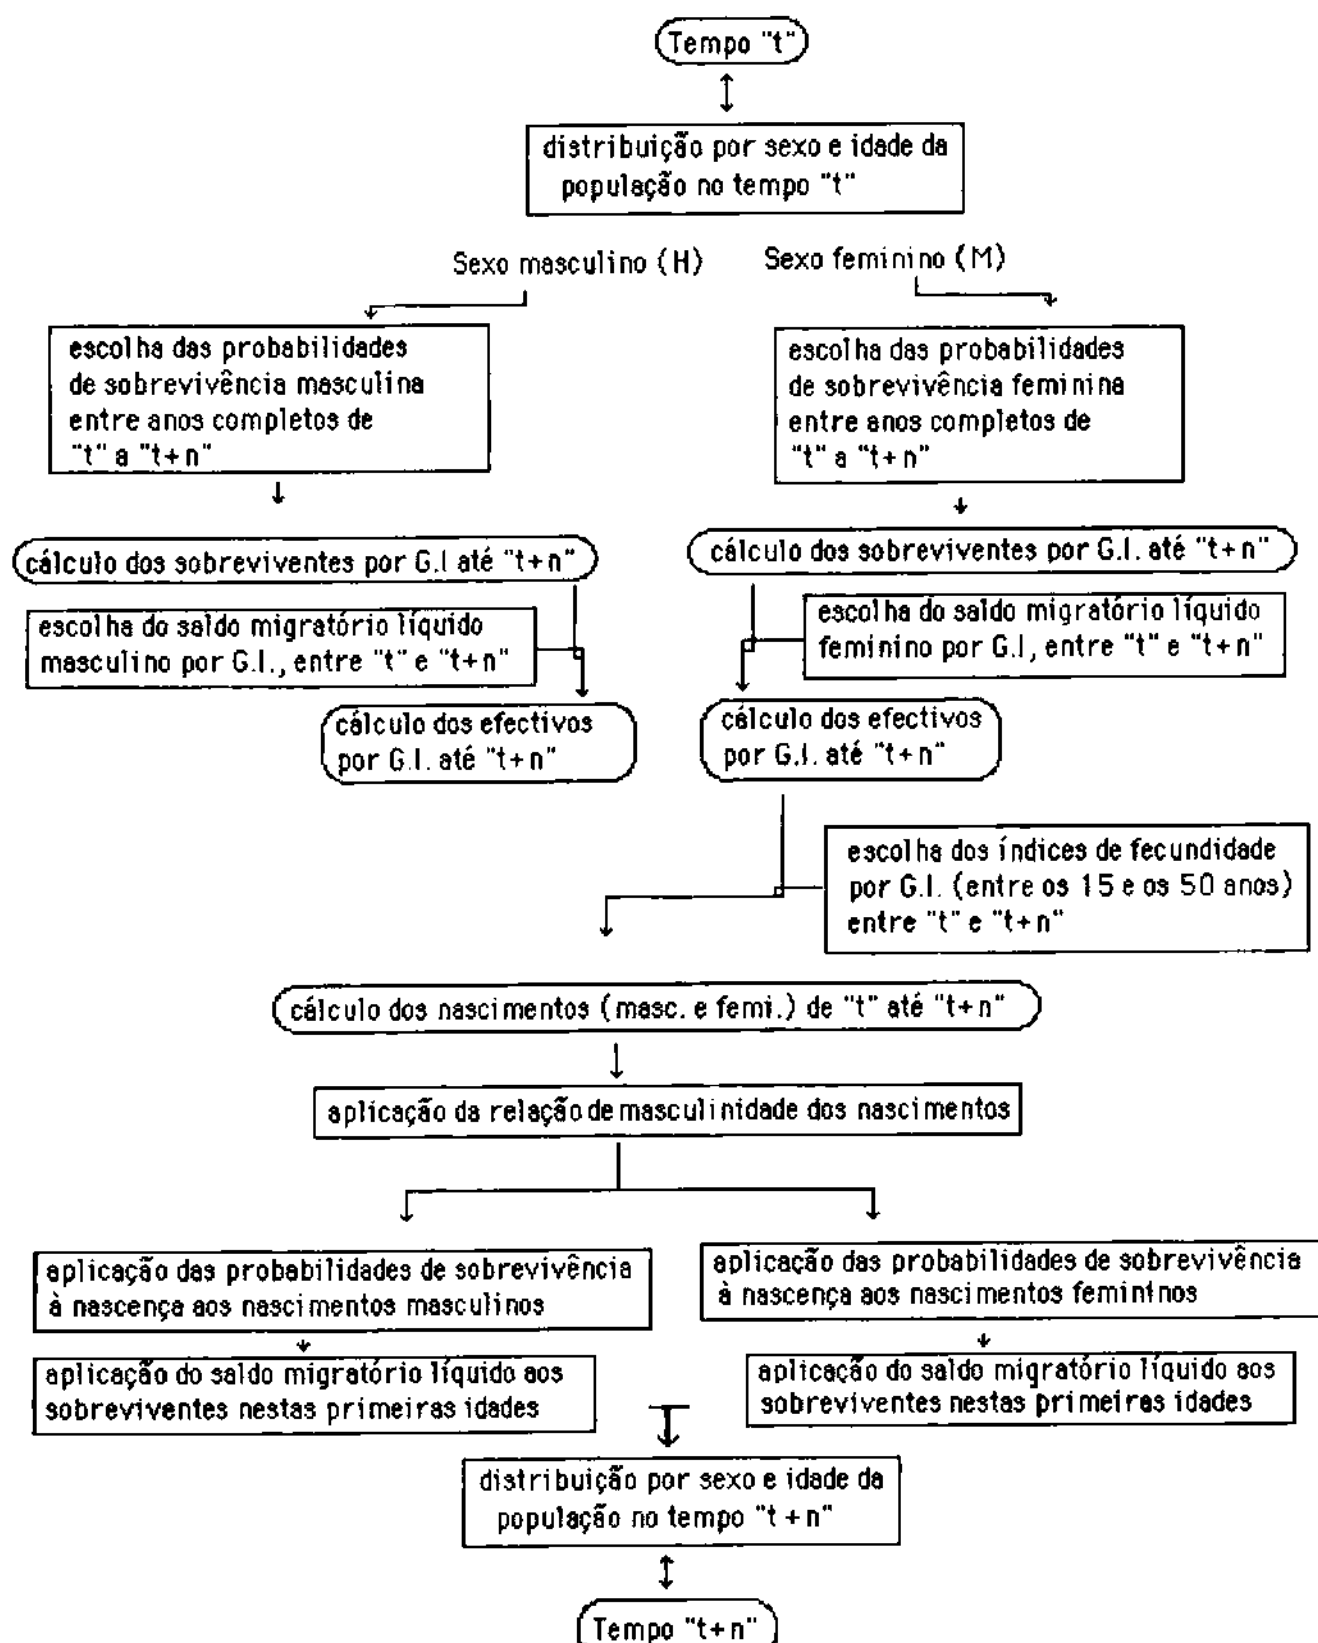 Tempo "t"
distribuição por sexo e idade da
população no tempo "t"
Sexo masculino (H)
Sexo feminino (M)
escolha das probabilidades
de sobrevivência masculina
entre anos completos de
"t" a "t+n"
escolha das probabilidades
de sobrevivência feminina
entre anos completos de
"t" a "t+n"
cálculo dos sobreviventes por G.I até "t+n"
cálculo dos sobreviventes por G.I. até "t+n"
escolha do saldo migratório líquido
masculino por G.I., entre "t" e "t+n"
escolha do saldo migratório líquido
feminino por G.I, entre "t" e "t+n"
cálculo dos efectivos
por G.I. até "t+n"
cálculo dos efectivos
por G.I. até "t+n"
escolha dos índices de fecundidade
por G.I. (entre os 15 e os 50 anos)
entre "t" e "t+n"
cálculo dos nascimentos (masc. e femi.) de "t" até "t+n"
aplicação da relação de masculinidade dos nascimentos
aplicação das probabilidades de sobrevivência
à nascença aos nascimentos masculinos
aplicação das probabilidades de sobrevivência
à nascença aos nascimentos femininos
aplicação do saldo migratório líquido aos
sobreviventes nestas primeiras idades
aplicação do saldo migratório líquido aos
sobreviventes nestas primeiras idades
distribuição por sexo e idade da
população no tempo "t + n"
Tempo "t+n"